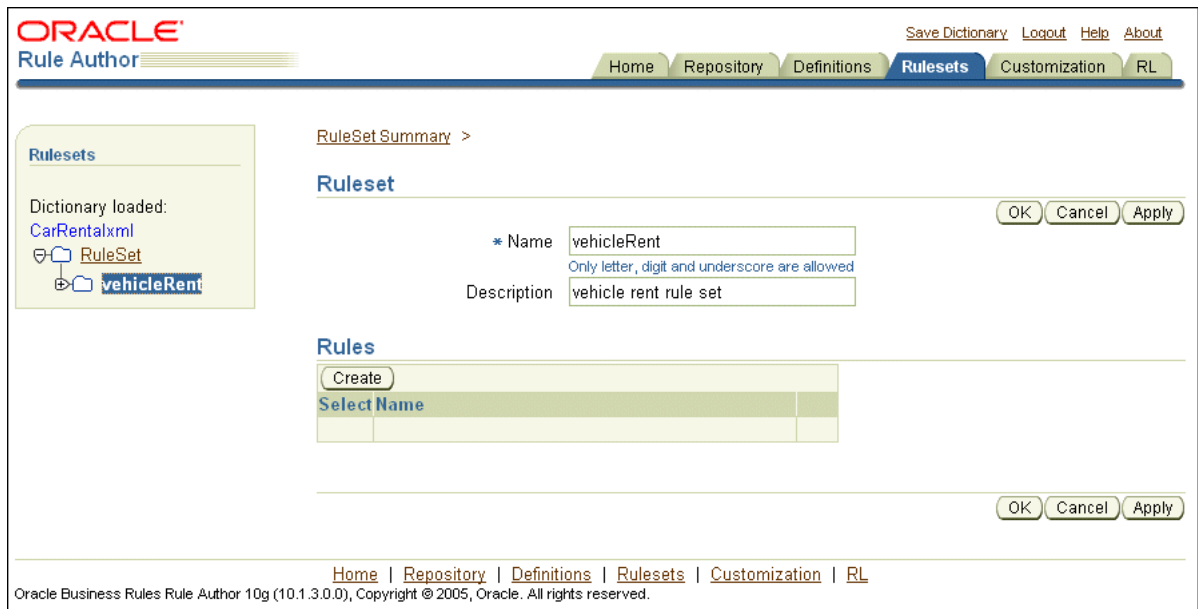 ORACLE
Save Dictionary Logout Help About
Rule Author
Home Repository Definitions Rulesets Customization RL
Rulesets
Dictionary loaded:
CarRentalxml
RuleSet
vehicleRent
RuleSet Summary >
Ruleset
OK Cancel Apply
* Name vehicleRent
Only letter, digit and underscore are allowed
Description vehicle rent rule set
Rules
Create
Select Name
OK Cancel Apply
Home | Repository | Definitions | Rulesets | Customization | RL
Oracle Business Rules Rule Author 10g (10.1.3.0.0), Copyright © 2005, Oracle. All rights reserved.